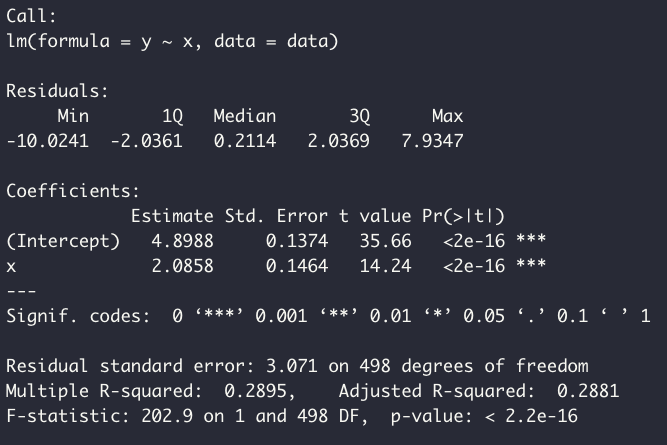 Call:
lm(formula = y ~ x, data = data)
Residuals:
Min 1Q Median 3Q Max
-10.0241 -2.0361 0.2114 2.0369 7.9347
Coefficients:
Estimate Std. Error t value Pr(>|t|)
(Intercept) 4.8988 0.1374 35.66 <2e-16 ***
x 2.0858 0.1464 14.24 <2e-16 ***
---
Signif. codes: 0 ‘***’ 0.001 ‘**’ 0.01 ‘*’ 0.05 ‘.’ 0.1 ‘ ’ 1
Residual standard error: 3.071 on 498 degrees of freedom
Multiple R-squared: 0.2895, Adjusted R-squared: 0.2881
F-statistic: 202.9 on 1 and 498 DF, p-value: < 2.2e-16